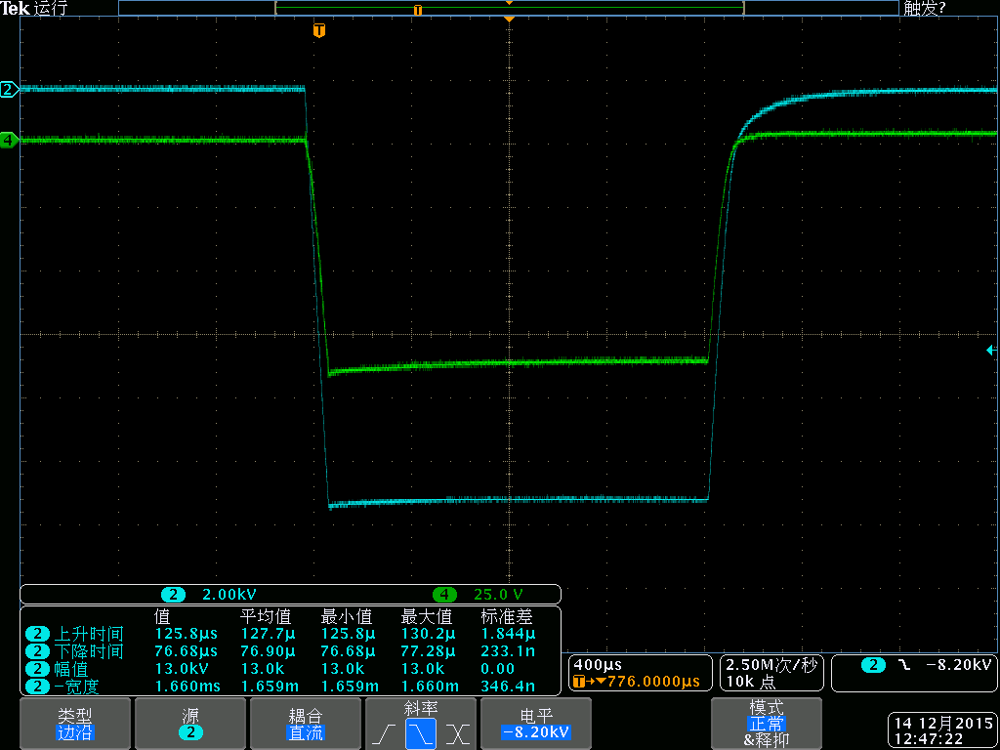 Tek 运行 触发?
T
T
2
4
2 2.00kV 4 25.0 V
值 平均值 最小值 最大值 标准差
2 上升时间 125.8µs 127.7µ 125.8µ 130.2µ 1.844µ
2 下降时间 76.68µs 76.90µ 76.68µ 77.28µ 233.1n
2 幅值 13.0kV 13.0k 13.0k 13.0k 0.00
2 -宽度 1.660ms 1.659m 1.658m 1.660m 346.4n
400µs
T→▼776.0000µs
2.50M次/秒
10k 点
2 -8.20kV
类型
边沿
源
2
耦合
直流
斜率
电平
-8.20kV
模式
正常
&释抑
14 12月2015
12:47:22